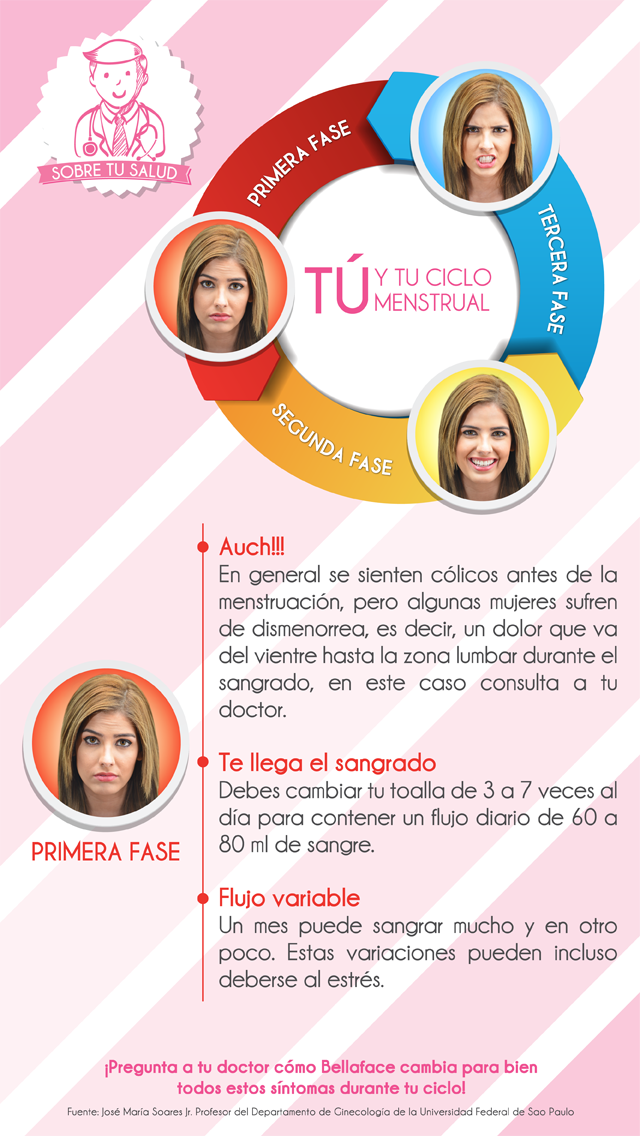 SOBRE TU SALUD
PRIMERA FASE
TERCERA FASE
TÚ Y TU CICLO
MENSTRUAL
SEGUNDA FASE
Auch!!!
En general se sienten cólicos antes de la
menstruación, pero algunas mujeres sufren
de dismenorrea, es decir, un dolor que va
del vientre hasta la zona lumbar durante el
sangrado, en este caso consulta a tu
doctor.
Te llega el sangrado
Debes cambiar tu toalla de 3 a 7 veces al
día para contener un flujo diario de 60 a
80 ml de sangre.
PRIMERA FASE
Flujo variable
Un mes puede sangrar mucho y en otro
poco. Estas variaciones pueden incluso
deberse al estrés.
¡Pregunta a tu doctor cómo Bellaface cambia para bien
todos estos síntomas durante tu ciclo!
Fuente: José María Soares Jr. Profesor del Departamento de Ginecología de la Universidad Federal de Sao Paulo